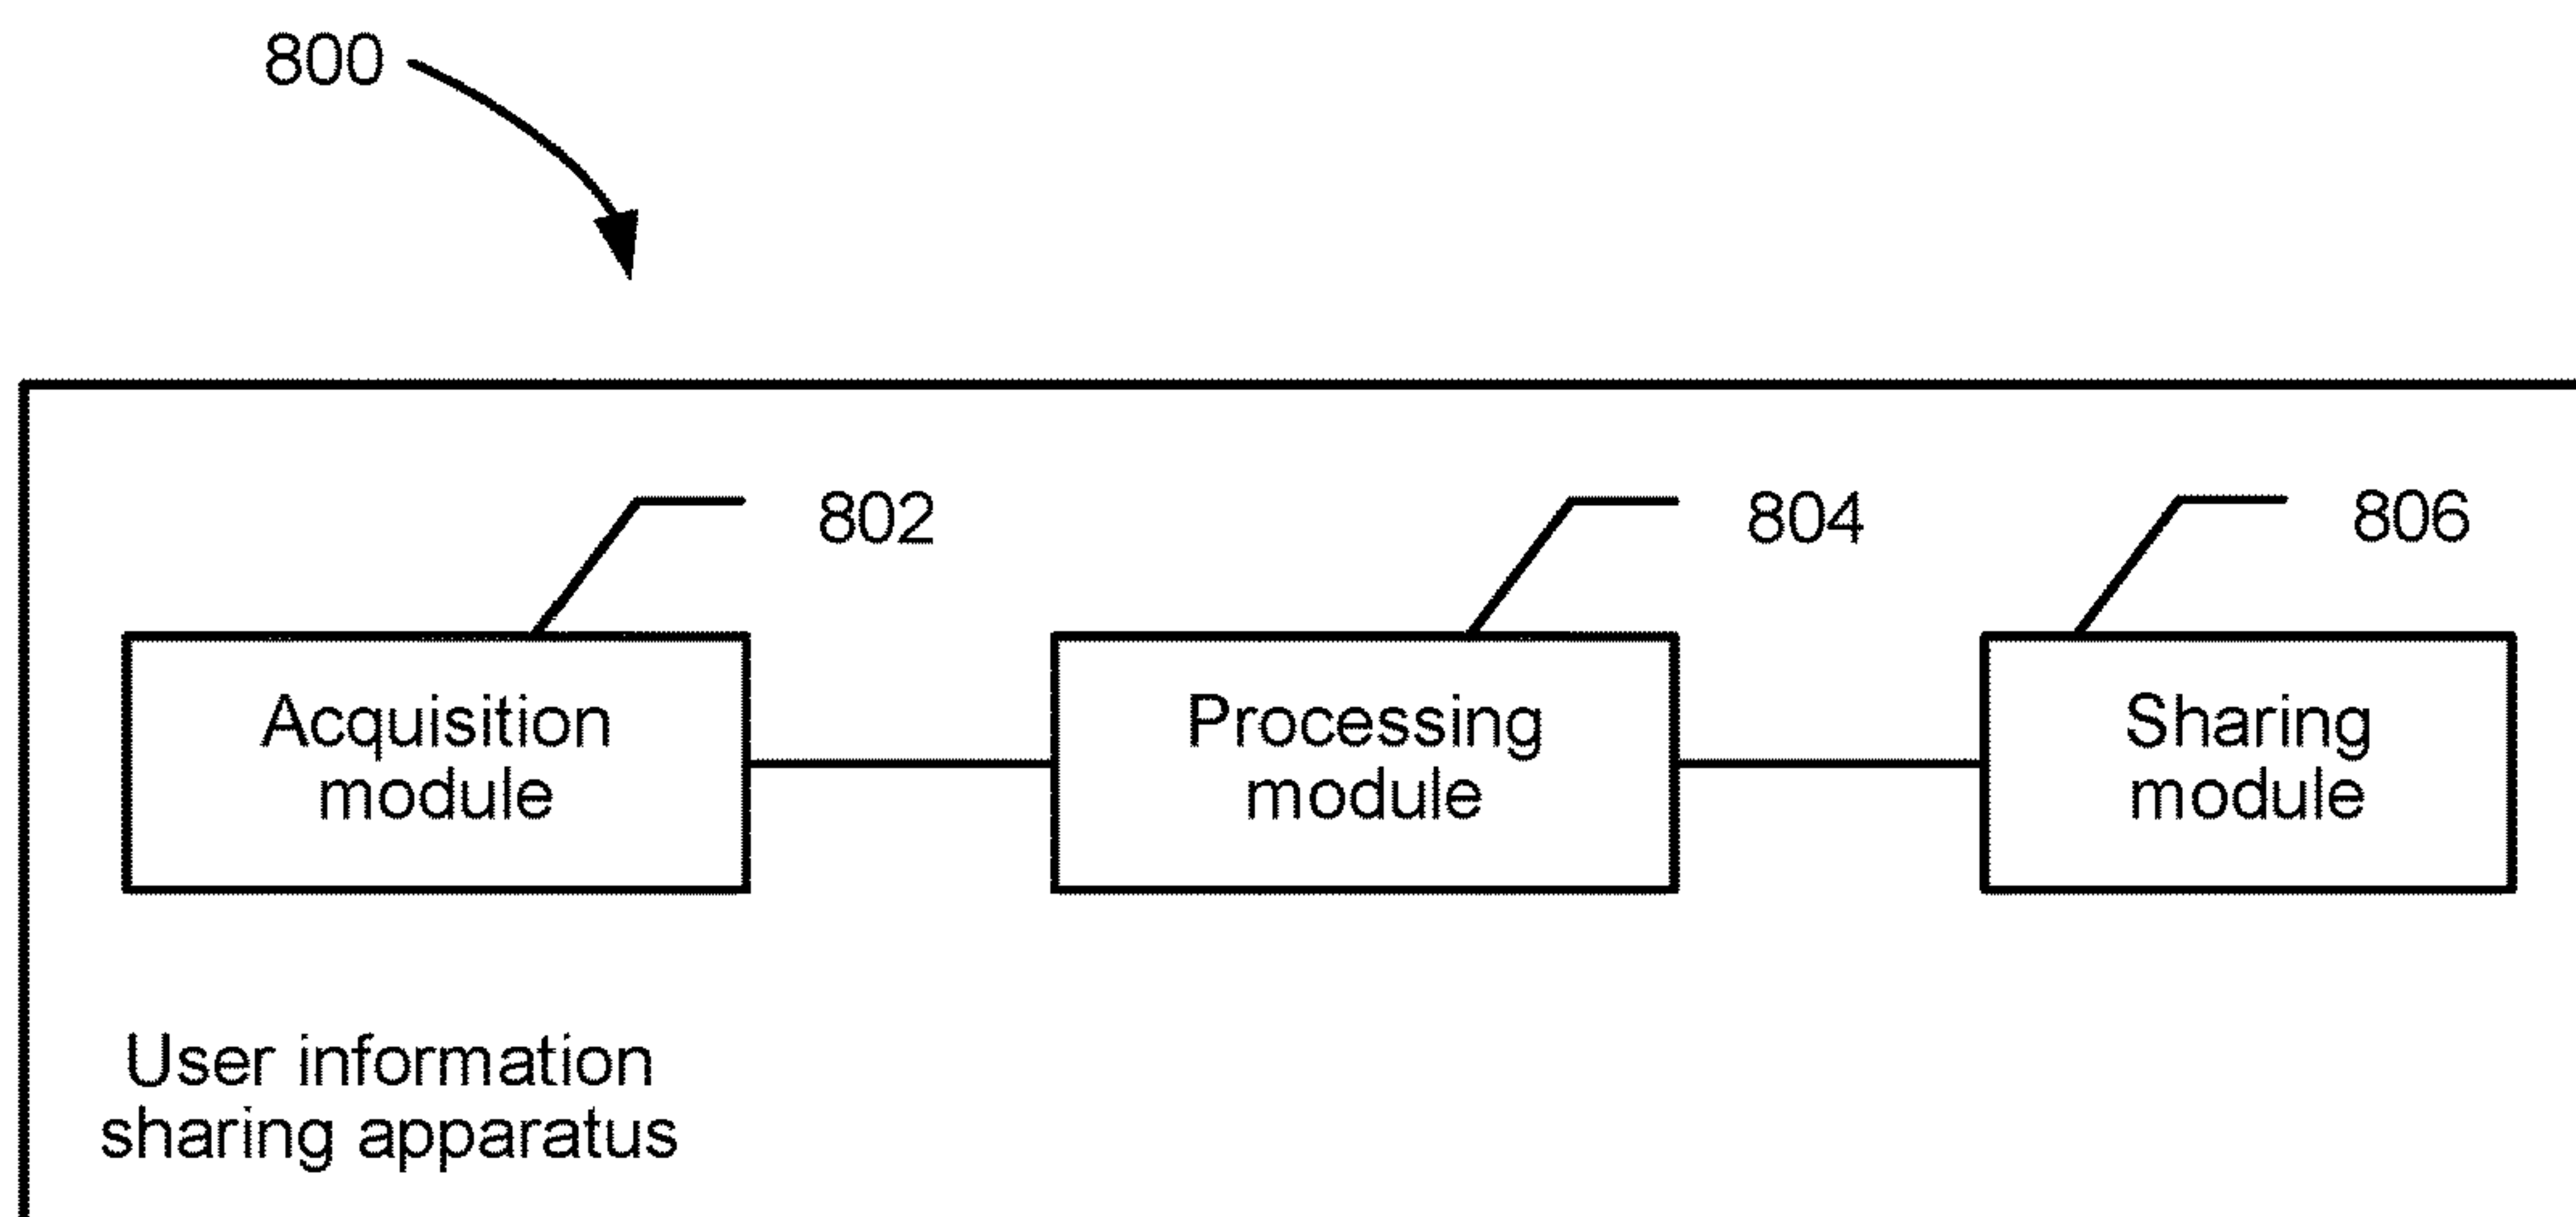 800
802
804
806
Acquisition
module
Processing
module
Sharing
module
User information
sharing apparatus